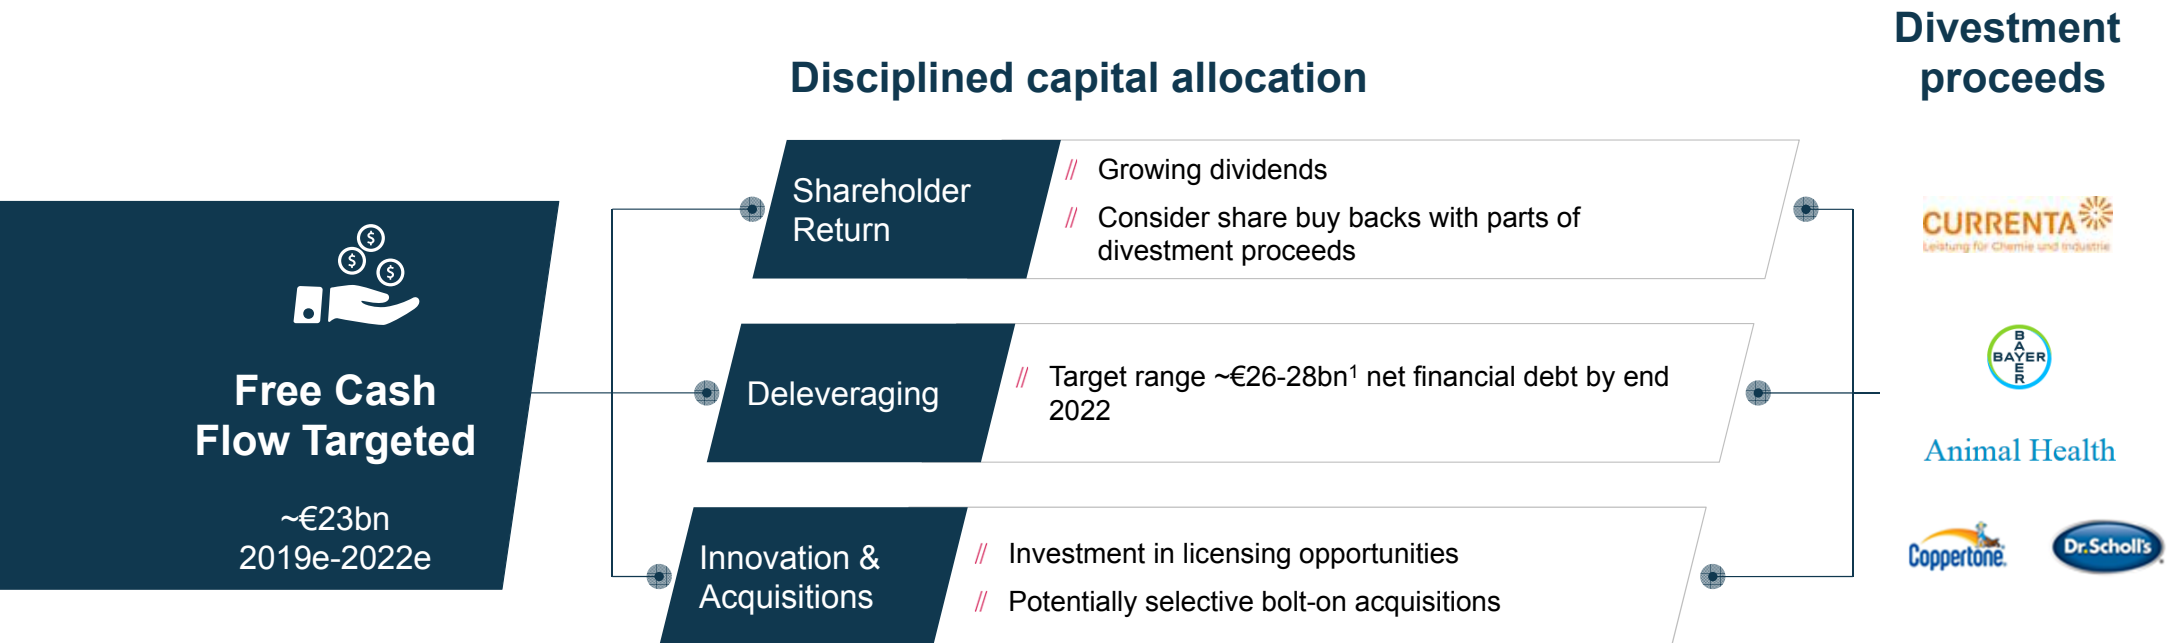 Divestment
proceeds
Disciplined capital allocation
Free Cash
Flow Targeted
~€23bn
2019e-2022e
Shareholder
Return
// Growing dividends
// Consider share buy backs with parts of
divestment proceeds
Deleveraging
// Target range ~€26-28bn¹ net financial debt by end
2022
Innovation &
Acquisitions
// Investment in licensing opportunities
// Potentially selective bolt-on acquisitions
CURRENTA
Leistung für Chemie und Industrie
BAYER
BAYER
Animal Health
Coppertone.
Dr.Scholl's